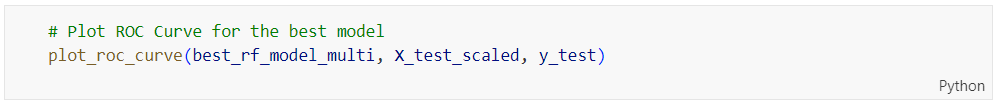 # Plot ROC Curve for the best model
plot_roc_curve(best_rf_model_multi, X_test_scaled, y_test)
Python